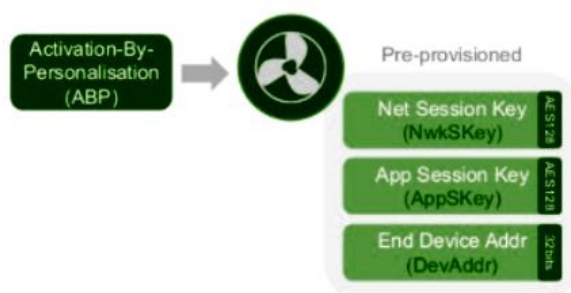 Activation-By-
Personalisation
(ABP)
Pre-provisioned
Net Session Key
(NwkSKey)
AES128
App Session Key
(AppSKey)
AES128
End Device Addr
(DevAddr)
32bits